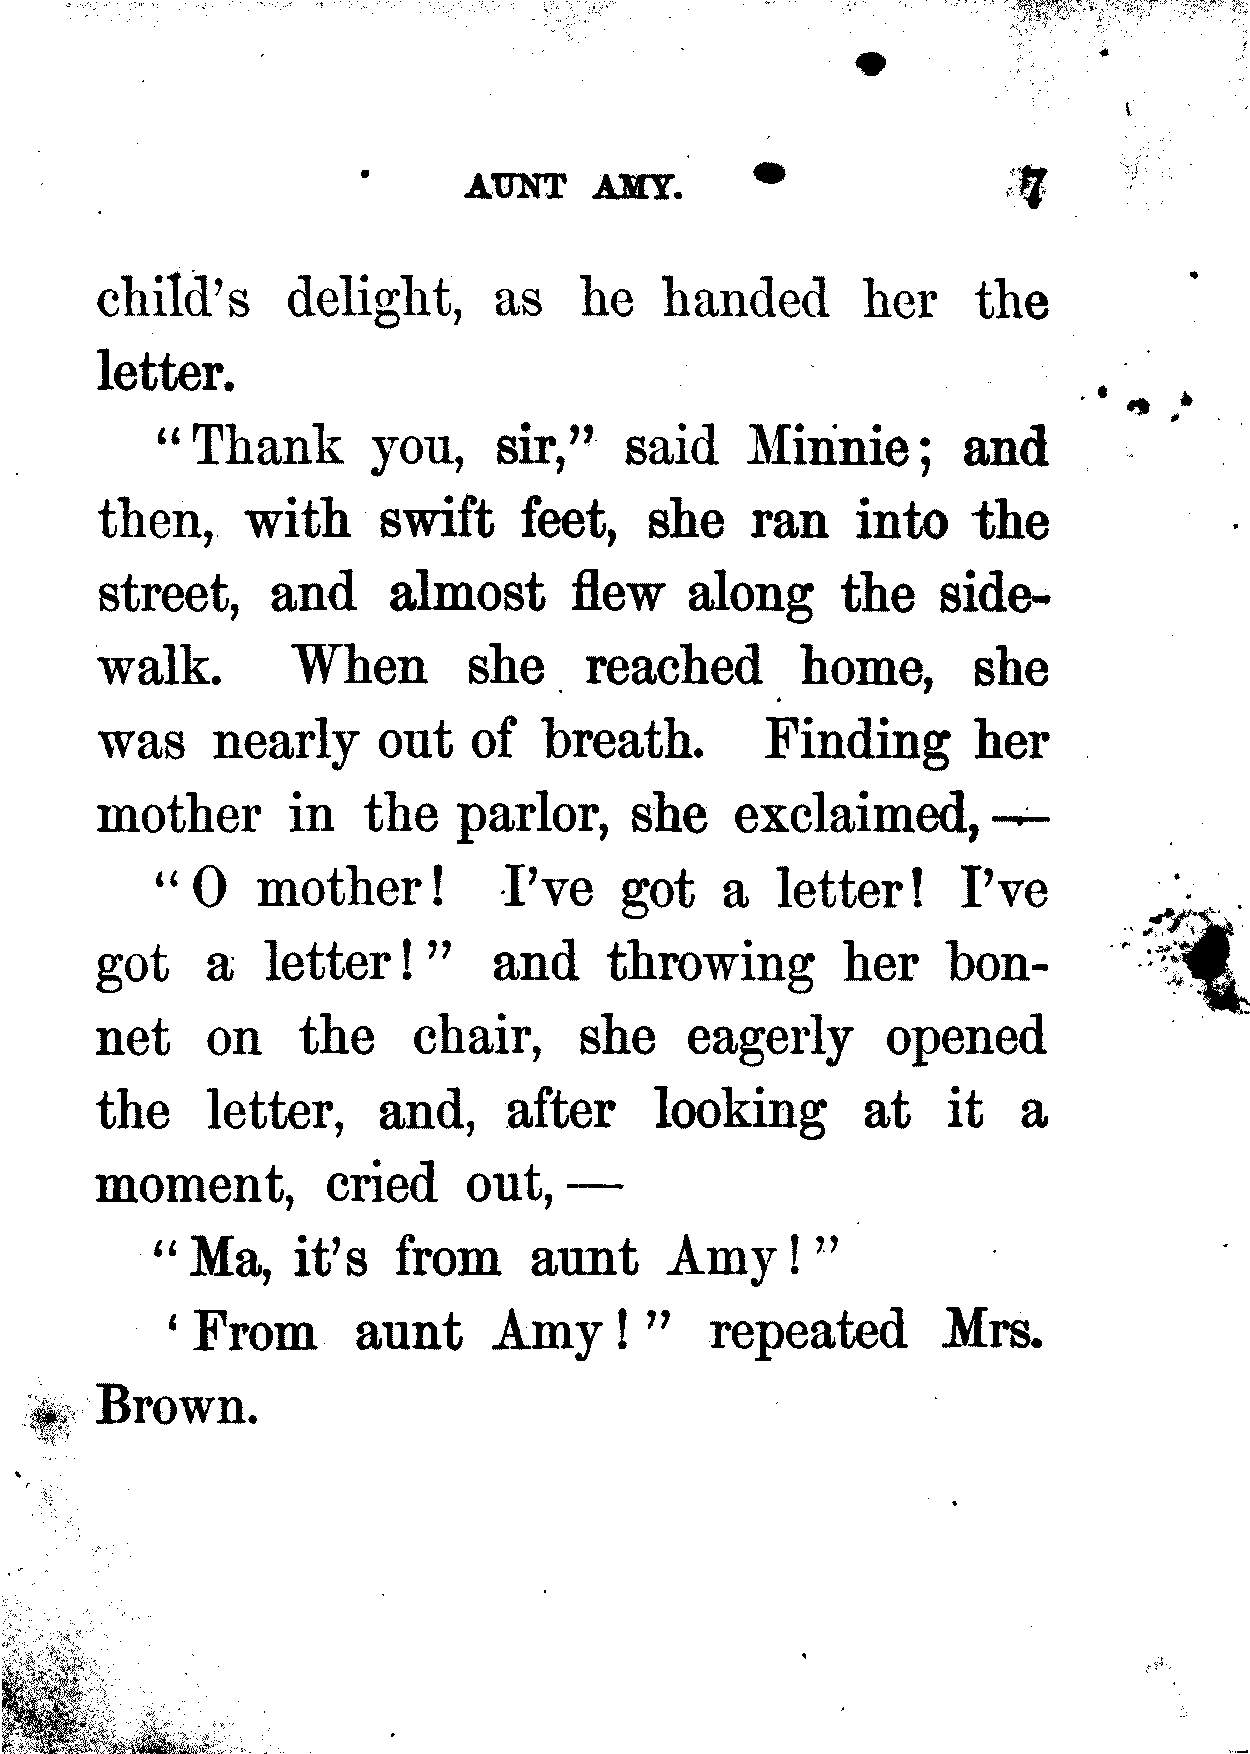 AUNT AMY. 7
child's delight, as he handed her the
letter.
"Thank you, sir," said Minnie; and
then, with swift feet, she ran into the
street, and almost flew along the side-
walk. When she reached home, she
was nearly out of breath. Finding her
mother in the parlor, she exclaimed,—
"O mother! I've got a letter! I've
got a letter!" and throwing her bon-
net on the chair, she eagerly opened
the letter, and, after looking at it a
moment, cried out,—
"Ma, it's from aunt Amy!"
'From aunt Amy!" repeated Mrs.
Brown.